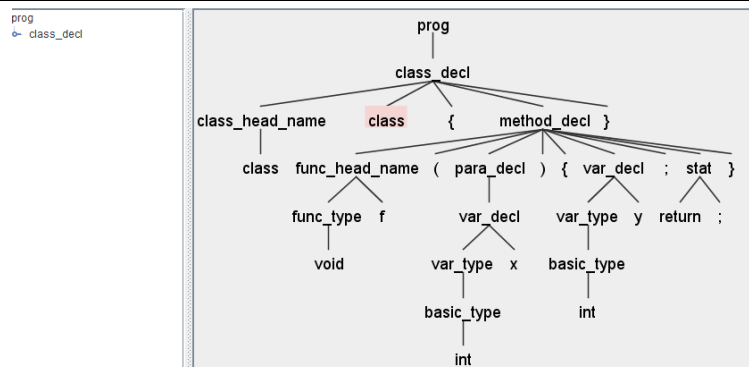 prog
class_decl
prog
class_decl
class_head_name class { method_decl }
class func_head_name ( para_decl ) { var_decl ; stat }
func_type f var_decl var_type y return ;
void var_type x basic_type
basic_type int
int